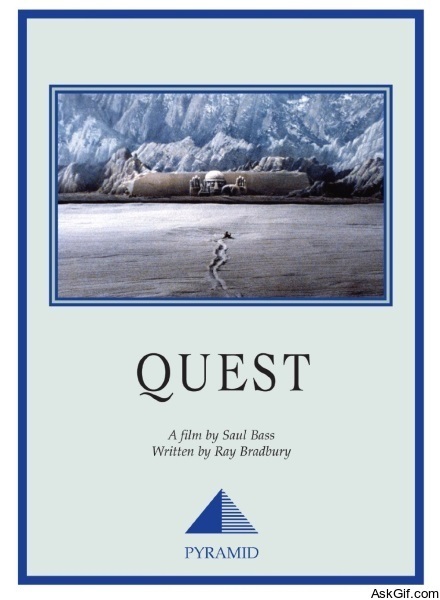 QUEST
A film by Saul Bass
Written by Ray Bradbury
PYRAMID
AskGif.com